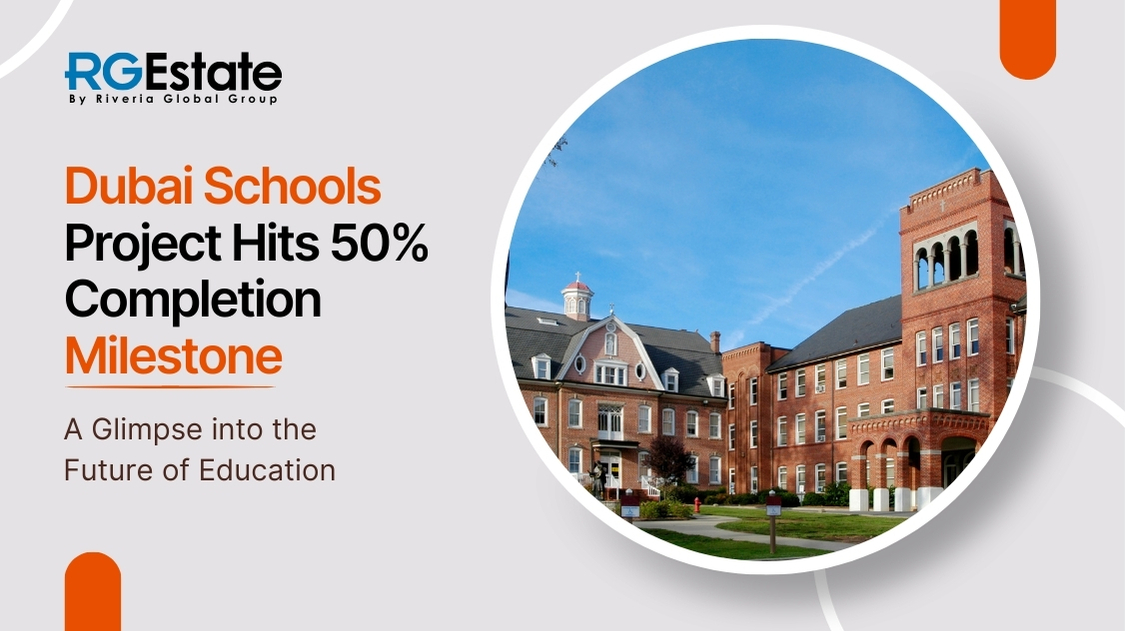 RGEstate
By Riveria Global Group
Dubai Schools
Project Hits 50%
Completion
Milestone
A Glimpse into the
Future of Education